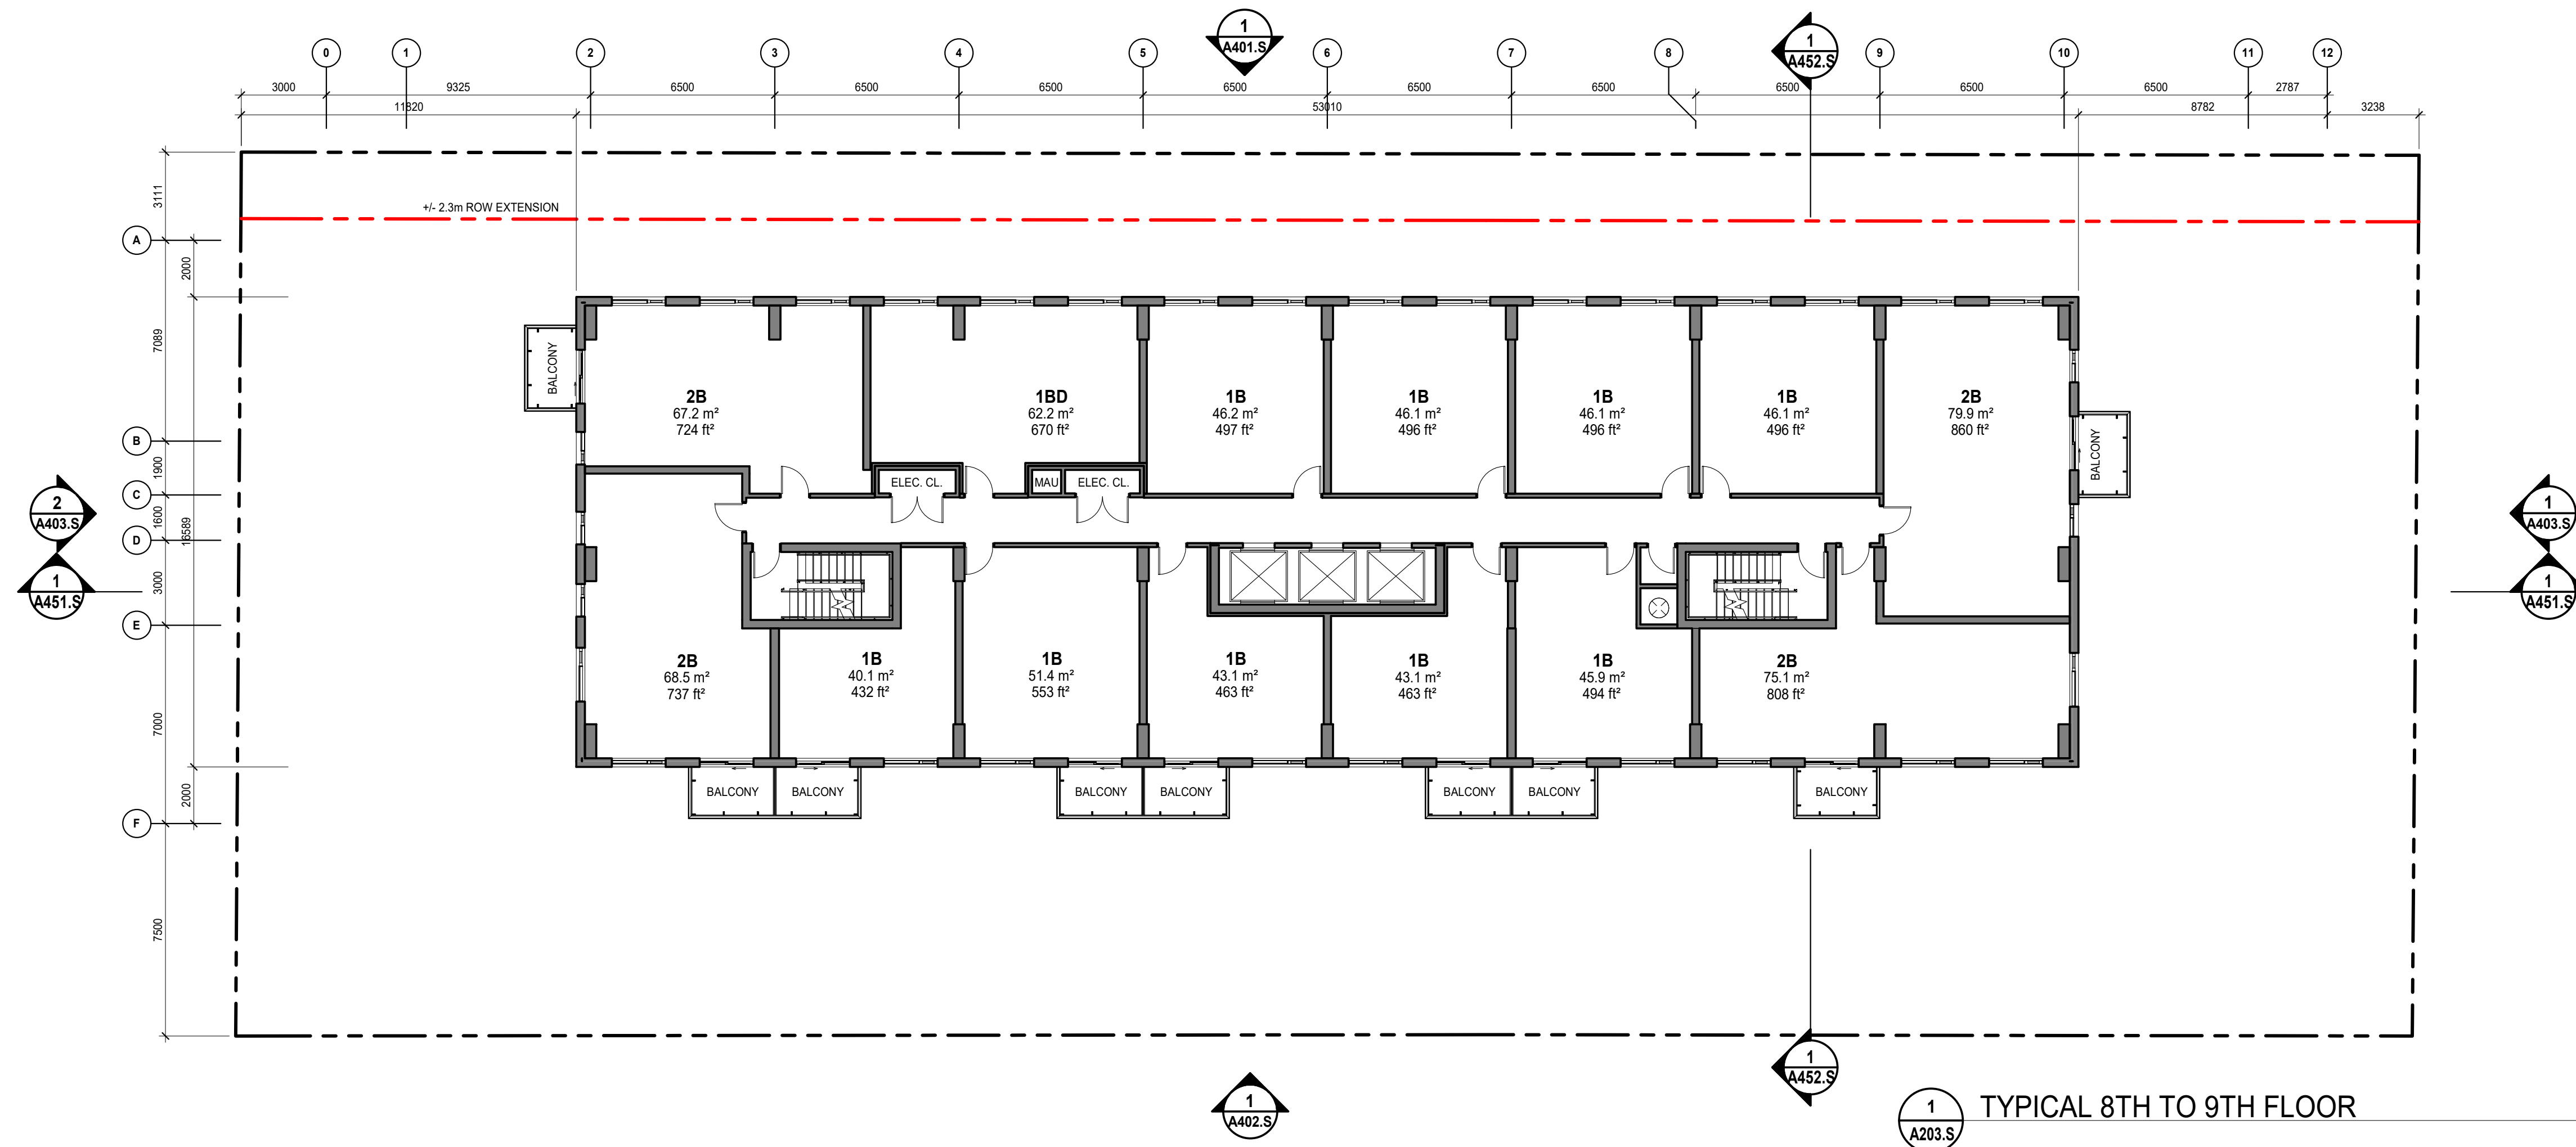 1
A401.S
1
A452.S
0
1
2
3
4
5
6
7
8
9
10
11
12
3000
9325
6500
6500
6500
6500
6500
6500
6500
6500
6500
2787
11820
53010
8782
3238
3111
+/- 2.3m ROW EXTENSION
A
2000
7089
BALCONY
2B
67.2 m²
724 ft²
1BD
62.2 m²
670 ft²
1B
46.2 m²
497 ft²
1B
46.1 m²
496 ft²
1B
46.1 m²
496 ft²
1B
46.1 m²
496 ft²
2B
79.9 m²
860 ft²
BALCONY
B
1900
ELEC. CL.
MAU
ELEC. CL.
C
2
A403.S
1600
16589
1
A403.S
D
1
A451.S
3000
1
A451.S
E
2B
68.5 m²
737 ft²
1B
40.1 m²
432 ft²
1B
51.4 m²
553 ft²
1B
43.1 m²
463 ft²
1B
43.1 m²
463 ft²
1B
45.9 m²
494 ft²
2B
75.1 m²
808 ft²
7000
2000
BALCONY
BALCONY
BALCONY
BALCONY
BALCONY
BALCONY
BALCONY
F
7500
1
A452.S
1
A402.S
1
A203.S
TYPICAL 8TH TO 9TH FLOOR